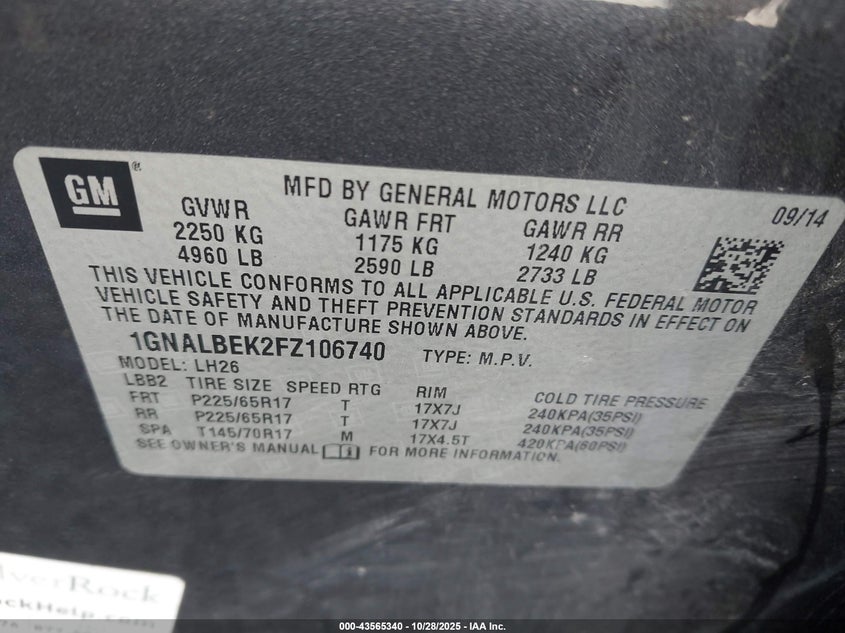 GM
MFD BY GENERAL MOTORS LLC
09/14
GVWR GAWR FRT GAWR RR
2250 KG 1175 KG 1240 KG
4960 LB 2590 LB 2733 LB
THIS VEHICLE CONFORMS TO ALL APPLICABLE U.S. FEDERAL MOTOR
VEHICLE SAFETY AND THEFT PREVENTION STANDARDS IN EFFECT ON
THE DATE OF MANUFACTURE SHOWN ABOVE.
1GNALBEK2FZ106740 TYPE: M.P.V.
MODEL: LH26
LBB2 TIRE SIZE SPEED RTG RIM COLD TIRE PRESSURE
FRT P225/65R17 T 17X7J 240KPA(35PSI)
RR P225/65R17 T 17X7J 240KPA(35PSI)
SPA T145/70R17 M 17X4.5T 420KPA(60PSI)
SEE OWNER'S MANUAL FOR MORE INFORMATION.
lverRock
ockHelp.com
000-43565340 | 10/28/2025 - IAA Inc.